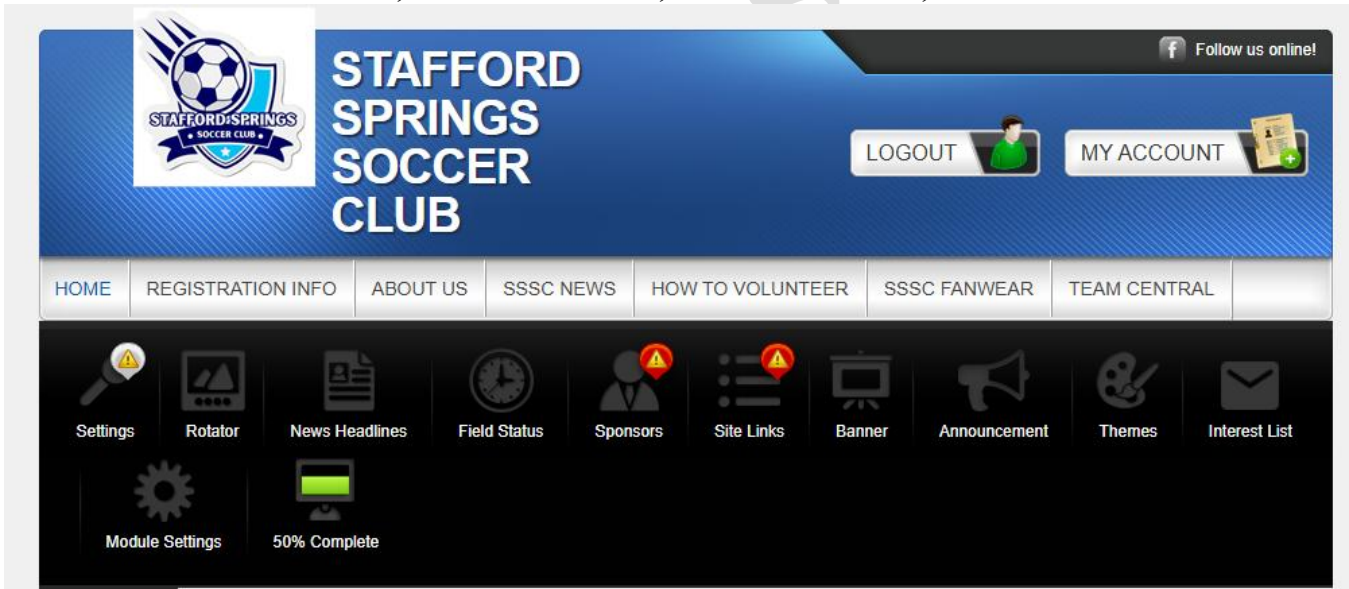 STAFFORD SPRINGS
• SOCCER CLUB •
STAFFORD
SPRINGS
SOCCER
CLUB
f Follow us online!
LOGOUT
MY ACCOUNT
HOME REGISTRATION INFO ABOUT US SSSC NEWS HOW TO VOLUNTEER SSSC FANWEAR TEAM CENTRAL
Settings Rotator News Headlines Field Status Sponsors Site Links Banner Announcement Themes Interest List
Module Settings 50% Complete